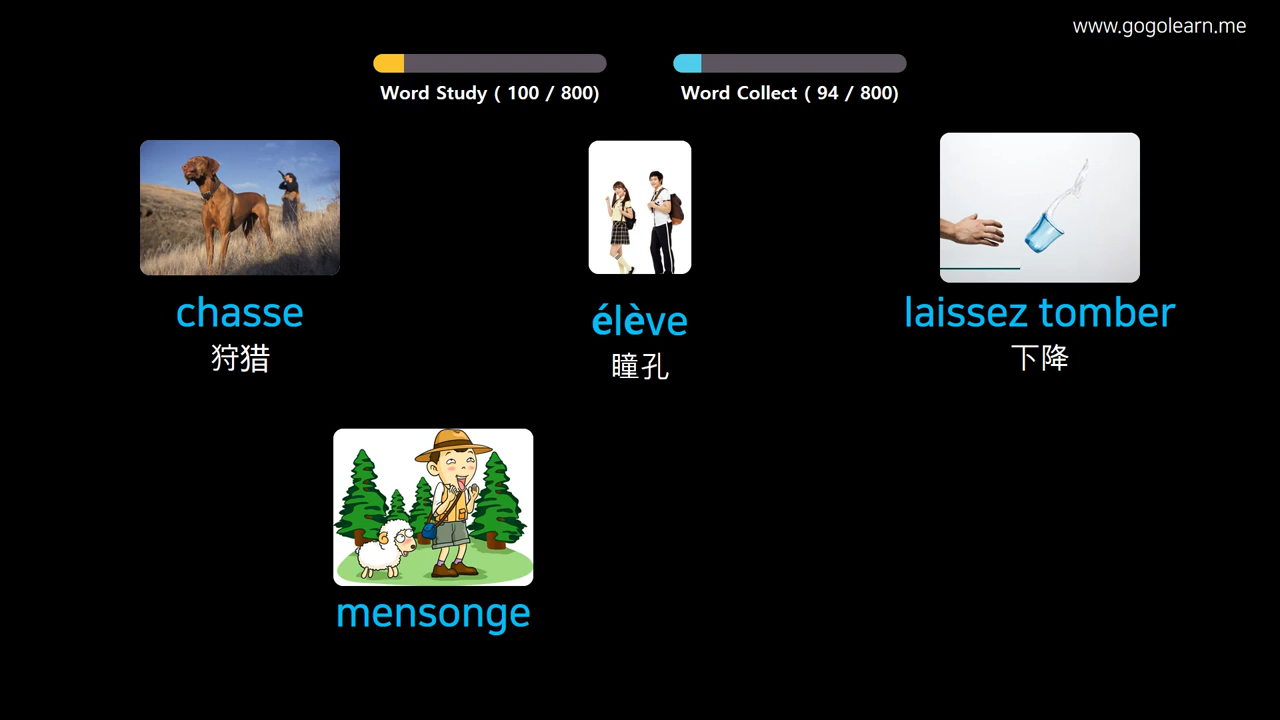 www.gogolearn.me
Word Study ( 100 / 800)
Word Collect ( 94 / 800)
chasse
狩猎
élève
瞳孔
laissez tomber
下降
mensonge